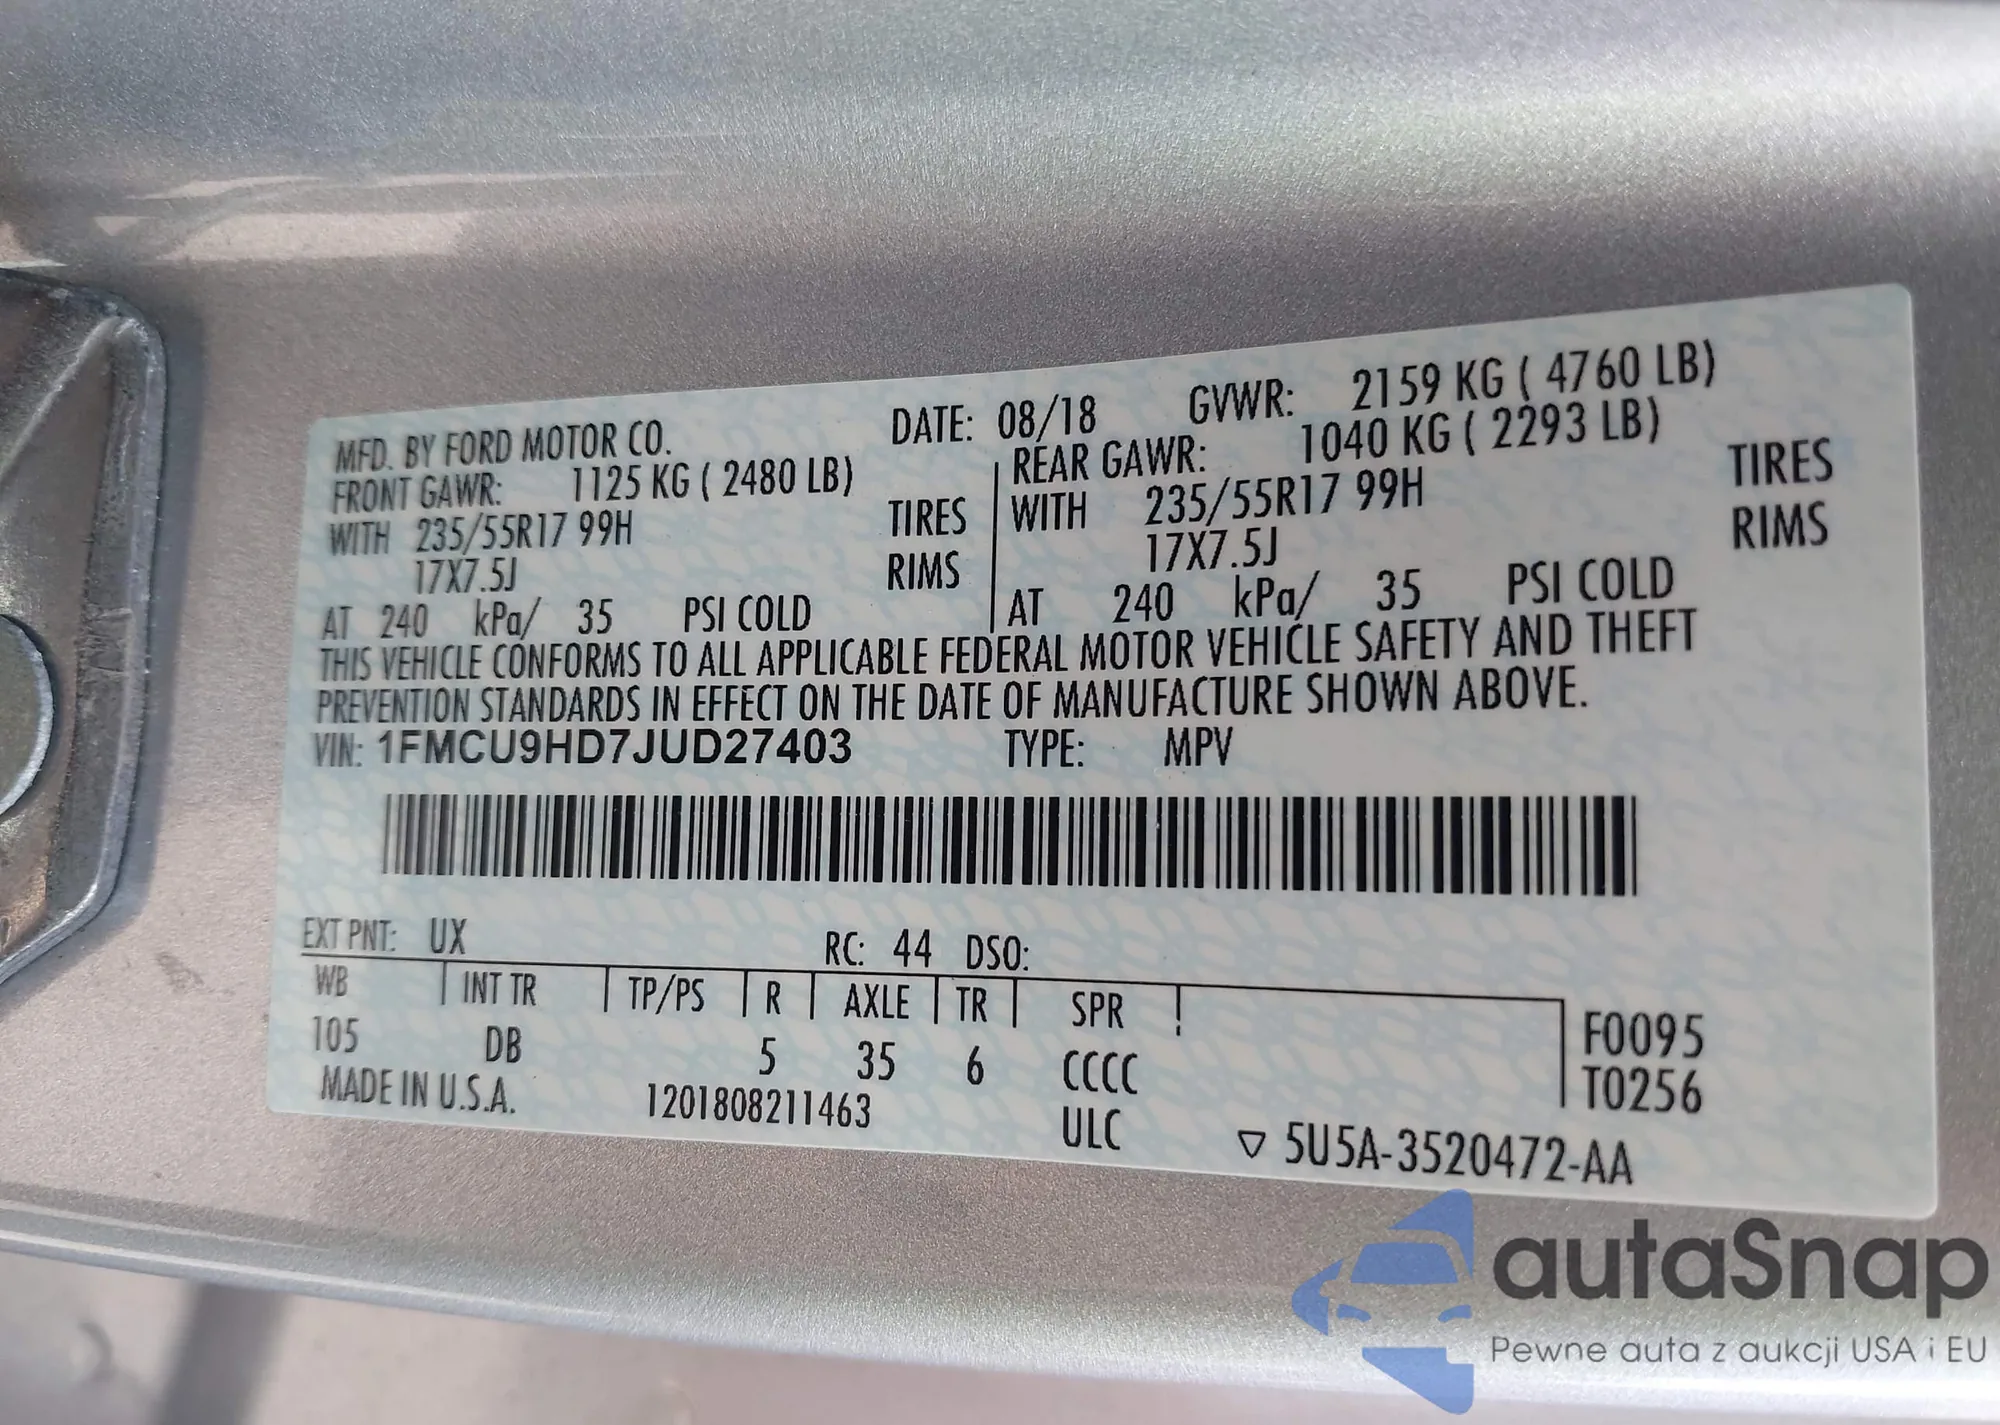 MFD. BY FORD MOTOR CO. DATE: 08/18 GVWR: 2159 KG ( 4760 LB)
FRONT GAWR: 1125 KG ( 2480 LB) REAR GAWR: 1040 KG ( 2293 LB)
WITH 235/55R17 99H TIRES WITH 235/55R17 99H TIRES
17X7.5J RIMS 17X7.5J RIMS
AT 240 kPa/ 35 PSI COLD AT 240 kPa/ 35 PSI COLD
THIS VEHICLE CONFORMS TO ALL APPLICABLE FEDERAL MOTOR VEHICLE SAFETY AND THEFT
PREVENTION STANDARDS IN EFFECT ON THE DATE OF MANUFACTURE SHOWN ABOVE.
VIN: 1FMCU9HD7JUD27403 TYPE: MPV
EXT PNT: UX RC: 44 DSO:
WB INT TR TP/PS R AXLE TR SPR
105 DB 5 35 6 CCCC F0095
T0256
MADE IN U.S.A. 1201808211463 ULC ▽ 5U5A-3520472-AA
autaSnap
Pewne auta z aukcji USA i EU